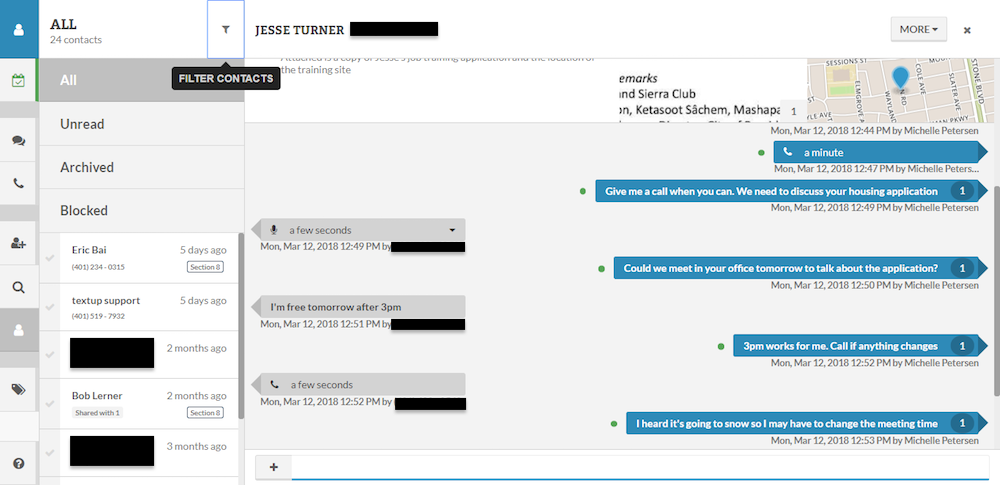 ALL
24 contacts
FILTER CONTACTS
All
Unread
Archived
Blocked
Eric Bai
5 days ago
(401) 234 - 0315
Section 8
textup support
5 days ago
(401) 519 - 7932
2 months ago
Bob Lerner
2 months ago
Shared with 1
Section 8
3 months ago
JESSE TURNER
MORE
Attached is a copy of Jesse's job training application and the location of
the training site
emarks
nd Sierra Club
on, Ketasoot Sâchem, Mashapa
1
SESSIONS ST
ELMGROVE A
COLE AVE
SLATER AVE
STONE BLVD
Mon, Mar 12, 2018 12:44 PM by Michelle Petersen
a minute
Mon, Mar 12, 2018 12:47 PM by Michelle Peters...
Give me a call when you can. We need to discuss your housing application
1
Mon, Mar 12, 2018 12:49 PM by Michelle Petersen
a few seconds
Mon, Mar 12, 2018 12:49 PM by
Could we meet in your office tomorrow to talk about the application?
1
Mon, Mar 12, 2018 12:50 PM by Michelle Petersen
I'm free tomorrow after 3pm
Mon, Mar 12, 2018 12:51 PM by
3pm works for me. Call if anything changes
1
Mon, Mar 12, 2018 12:52 PM by Michelle Petersen
a few seconds
Mon, Mar 12, 2018 12:52 PM by
I heard it's going to snow so I may have to change the meeting time
1
Mon, Mar 12, 2018 12:53 PM by Michelle Petersen